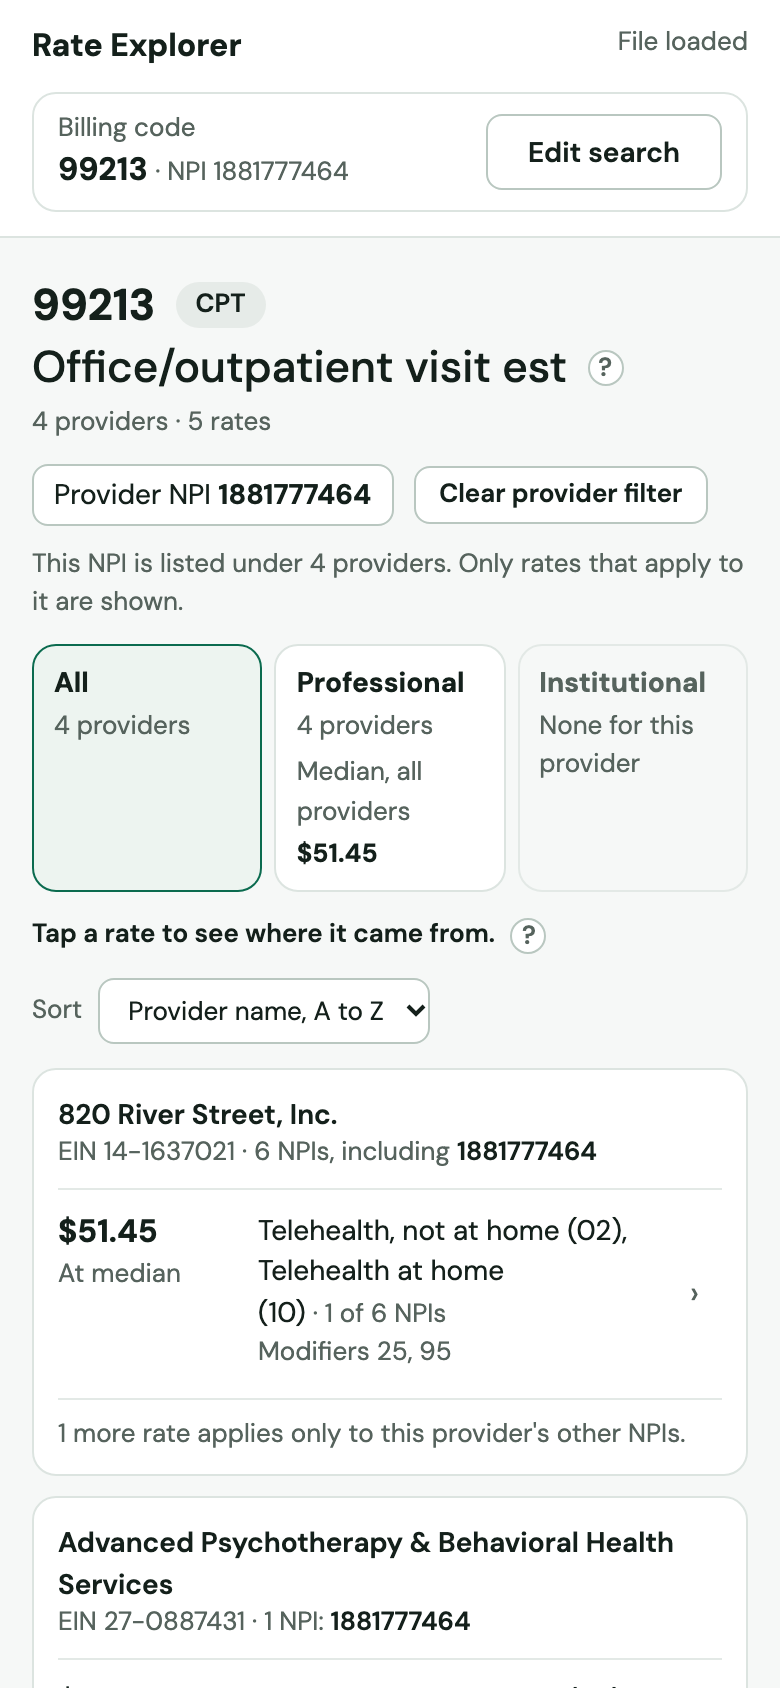 Rate Explorer
File loaded
Billing code
99213 · NPI 1881777464
Edit search
99213 CPT
Office/outpatient visit est ?
4 providers · 5 rates
Provider NPI 1881777464
Clear provider filter
This NPI is listed under 4 providers. Only rates that apply to
it are shown.
All
4 providers
Professional
4 providers
Median, all
providers
$51.45
Institutional
None for this
provider
Tap a rate to see where it came from. ?
Sort
Provider name, A to Z
820 River Street, Inc.
EIN 14-1637021 · 6 NPIs, including 1881777464
$51.45
At median
Telehealth, not at home (02),
Telehealth at home
(10) · 1 of 6 NPIs
Modifiers 25, 95
›
1 more rate applies only to this provider's other NPIs.
Advanced Psychotherapy & Behavioral Health
Services
EIN 27-0887431 · 1 NPI: 1881777464